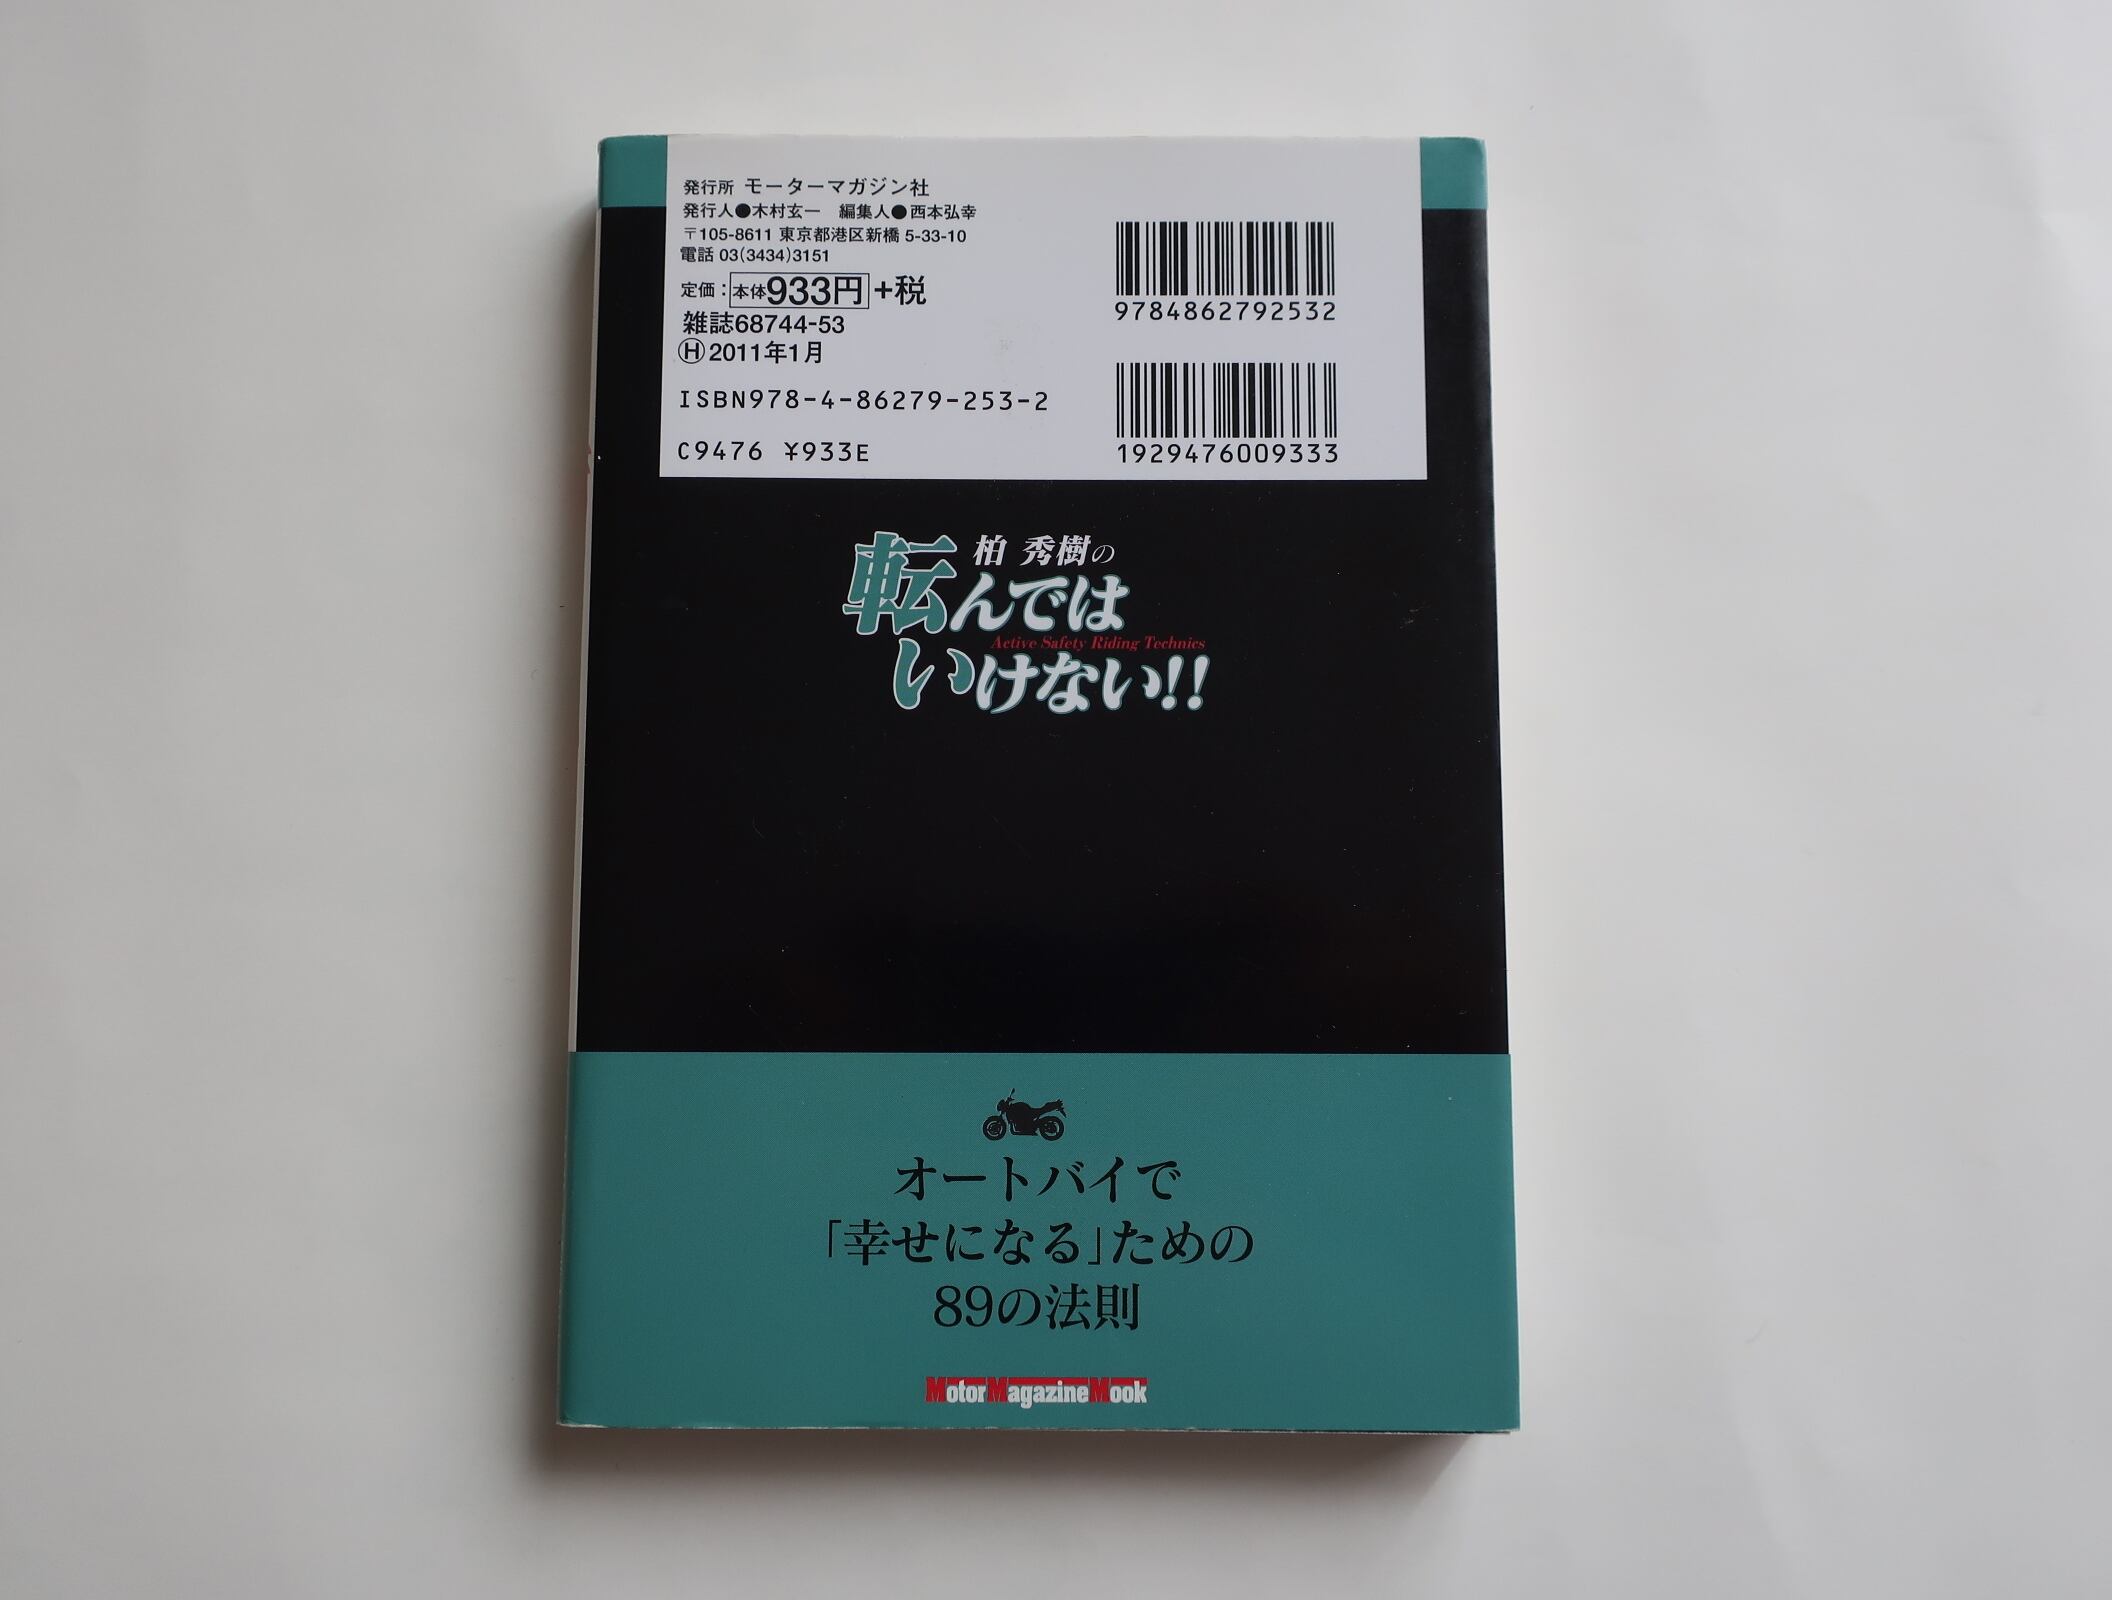 発行所 モーターマガジン社
発行人●木村玄一 編集人●西本弘幸
〒105-8611 東京都港区新橋 5-33-10
電話 03(3434)3151
定価：本体933円+税
雑誌68744-53
Ⓗ2011年1月
ISBN978-4-86279-253-2
C9476 ¥933E
9784862792532
1929476009333
柏 秀樹の
転んでは
Active Safety Riding Technics
いけない!!
オートバイで
「幸せになる」ための
89の法則
MotorMagazineMook